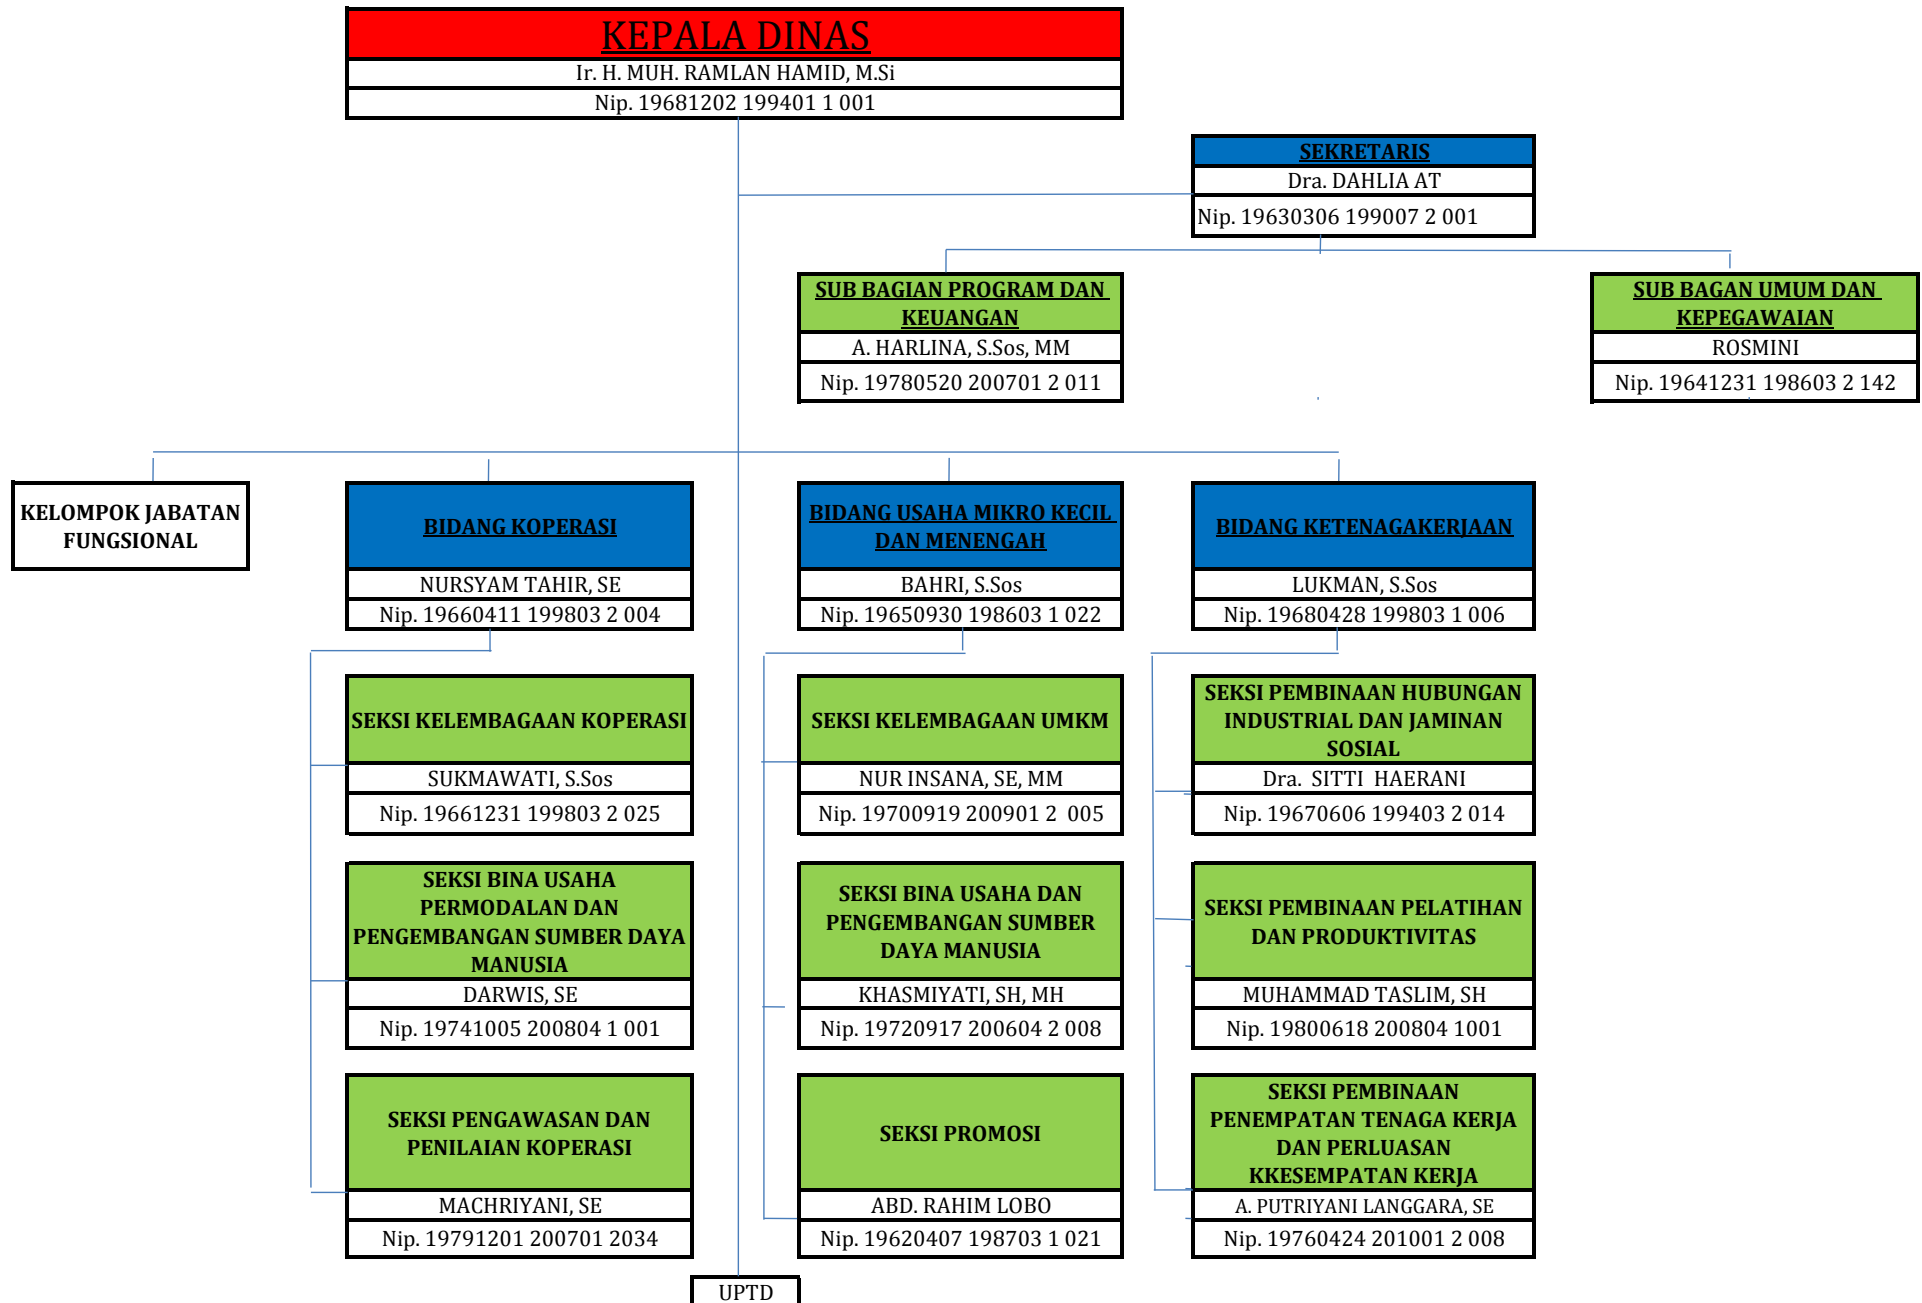 KEPALA DINAS
Ir. H. MUH. RAMLAN HAMID, M.Si
Nip. 19681202 199401 1 001
SEKRETARIS
Dra. DAHLIA AT
Nip. 19630306 199007 2 001
SUB BAGIAN PROGRAM DAN
KEUANGAN
A. HARLINA, S.Sos, MM
Nip. 19780520 200701 2 011
SUB BAGAN UMUM DAN
KEPEGAWAIAN
ROSMINI
Nip. 19641231 198603 2 142
KELOMPOK JABATAN
FUNGSIONAL
BIDANG KOPERASI
NURSYAM TAHIR, SE
Nip. 19660411 199803 2 004
BIDANG USAHA MIKRO KECIL
DAN MENENGAH
BAHRI, S.Sos
Nip. 19650930 198603 1 022
BIDANG KETENAGAKERJAAN
LUKMAN, S.Sos
Nip. 19680428 199803 1 006
SEKSI KELEMBAGAAN KOPERASI
SUKMAWATI, S.Sos
Nip. 19661231 199803 2 025
SEKSI KELEMBAGAAN UMKM
NUR INSANA, SE, MM
Nip. 19700919 200901 2  005
SEKSI PEMBINAAN HUBUNGAN
INDUSTRIAL DAN JAMINAN
SOSIAL
Dra.  SITTI  HAERANI
Nip. 19670606 199403 2 014
SEKSI BINA USAHA
PERMODALAN DAN
PENGEMBANGAN SUMBER DAYA
MANUSIA
DARWIS, SE
Nip. 19741005 200804 1 001
SEKSI BINA USAHA DAN
PENGEMBANGAN SUMBER
DAYA MANUSIA
KHASMIYATI, SH, MH
Nip. 19720917 200604 2 008
SEKSI PEMBINAAN PELATIHAN
DAN PRODUKTIVITAS
MUHAMMAD TASLIM, SH
Nip. 19800618 200804 1001
SEKSI PENGAWASAN DAN
PENILAIAN KOPERASI
MACHRIYANI, SE
Nip. 19791201 200701 2034
SEKSI PROMOSI
ABD. RAHIM LOBO
Nip. 19620407 198703 1 021
SEKSI PEMBINAAN
PENEMPATAN TENAGA KERJA
DAN PERLUASAN
KKESEMPATAN KERJA
A. PUTRIYANI LANGGARA, SE
Nip. 19760424 201001 2 008
UPTD